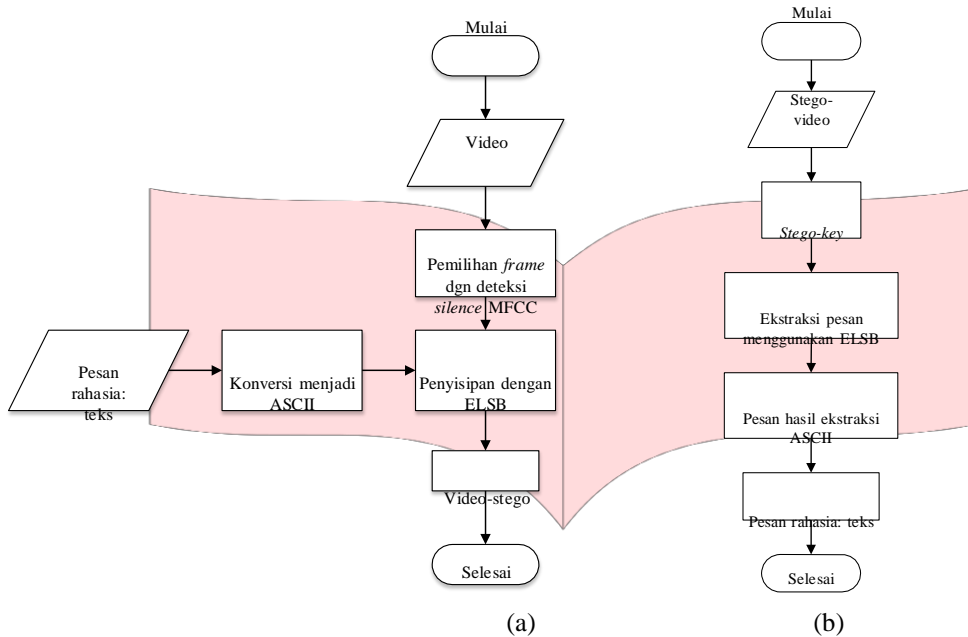 Mulai
Video
Pemilihan frame
dgn deteksi
silence MFCC
Pesan
rahasia:
teks
Konversi menjadi
ASCII
Penyisipan dengan
ELSB
Video-stego
Selesai
(a)
Mulai
Stego-
video
Stego-key
Ekstraksi pesan
menggunakan ELSB
Pesan hasil ekstraksi
ASCII
Pesan rahasia: teks
Selesai
(b)